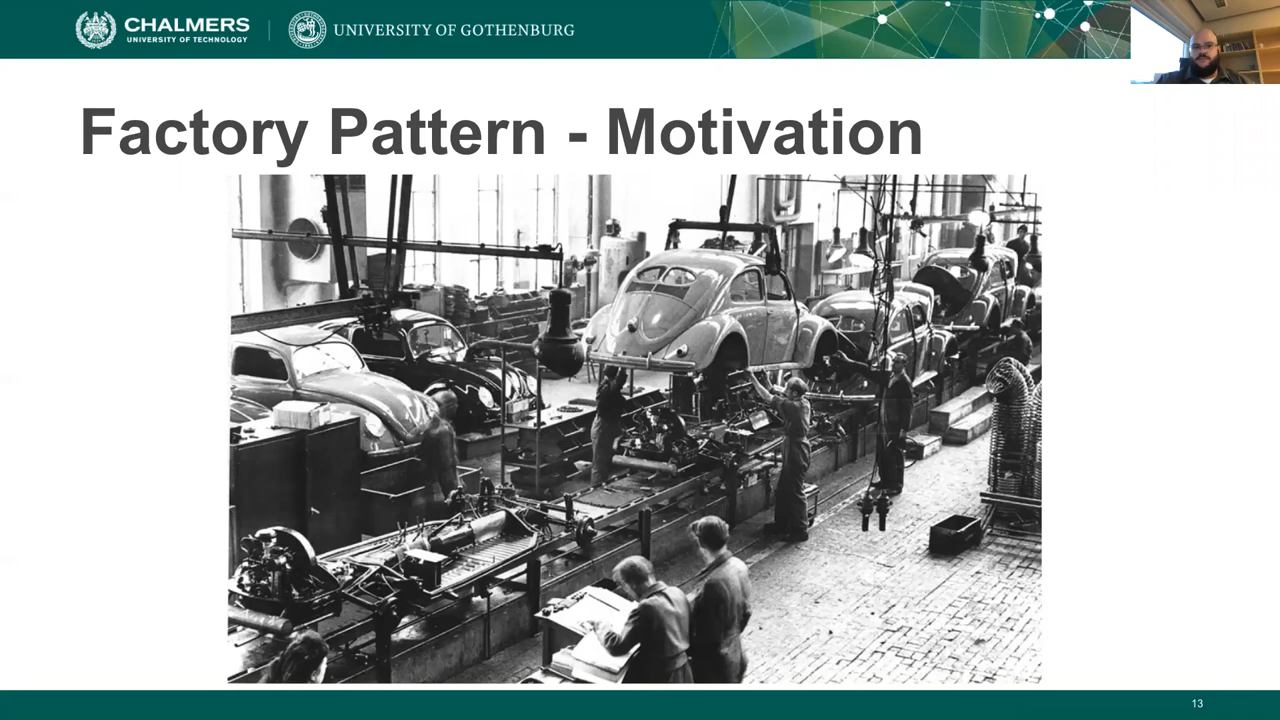 CHALMERS
UNIVERSITY OF TECHNOLOGY
UNIVERSITY OF GOTHENBURG
Factory Pattern - Motivation
13